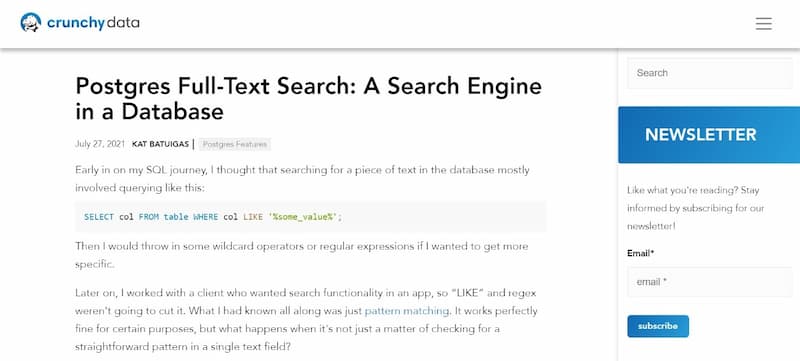 crunchydata
Postgres Full-Text Search: A Search Engine
in a Database
July 27, 2021 KAT BATUIGAS | Postgres Features
Early in on my SQL journey, I thought that searching for a piece of text in the database mostly
involved querying like this:
SELECT col FROM table WHERE col LIKE '%some_value%';
Then I would throw in some wildcard operators or regular expressions if I wanted to get more
specific.
Later on, I worked with a client who wanted search functionality in an app, so “LIKE” and regex
weren't going to cut it. What I had known all along was just pattern matching. It works perfectly
fine for certain purposes, but what happens when it's not just a matter of checking for a
straightforward pattern in a single text field?
Search
NEWSLETTER
Like what you're reading? Stay
informed by subscribing for our
newsletter!
Email*
email *
subscribe